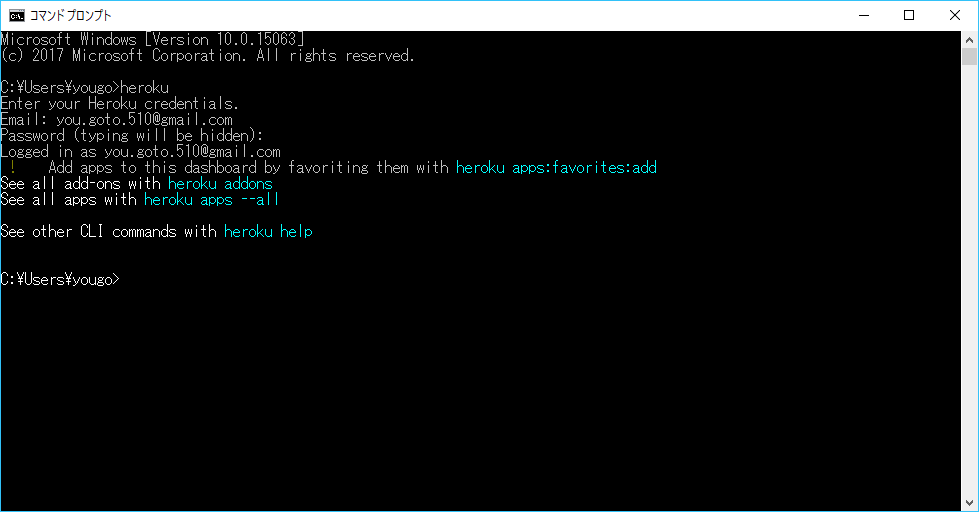 コマンド プロンプト
Microsoft Windows [Version 10.0.15063]
(c) 2017 Microsoft Corporation. All rights reserved.
C:¥Users¥yougo>heroku
Enter your Heroku credentials.
Email: you.goto.510@gmail.com
Password (typing will be hidden):
Logged in as you.goto.510@gmail.com
! Add apps to this dashboard by favoriting them with heroku apps:favorites:add
See all add-ons with heroku addons
See all apps with heroku apps --all
See other CLI commands with heroku help
C:¥Users¥yougo>